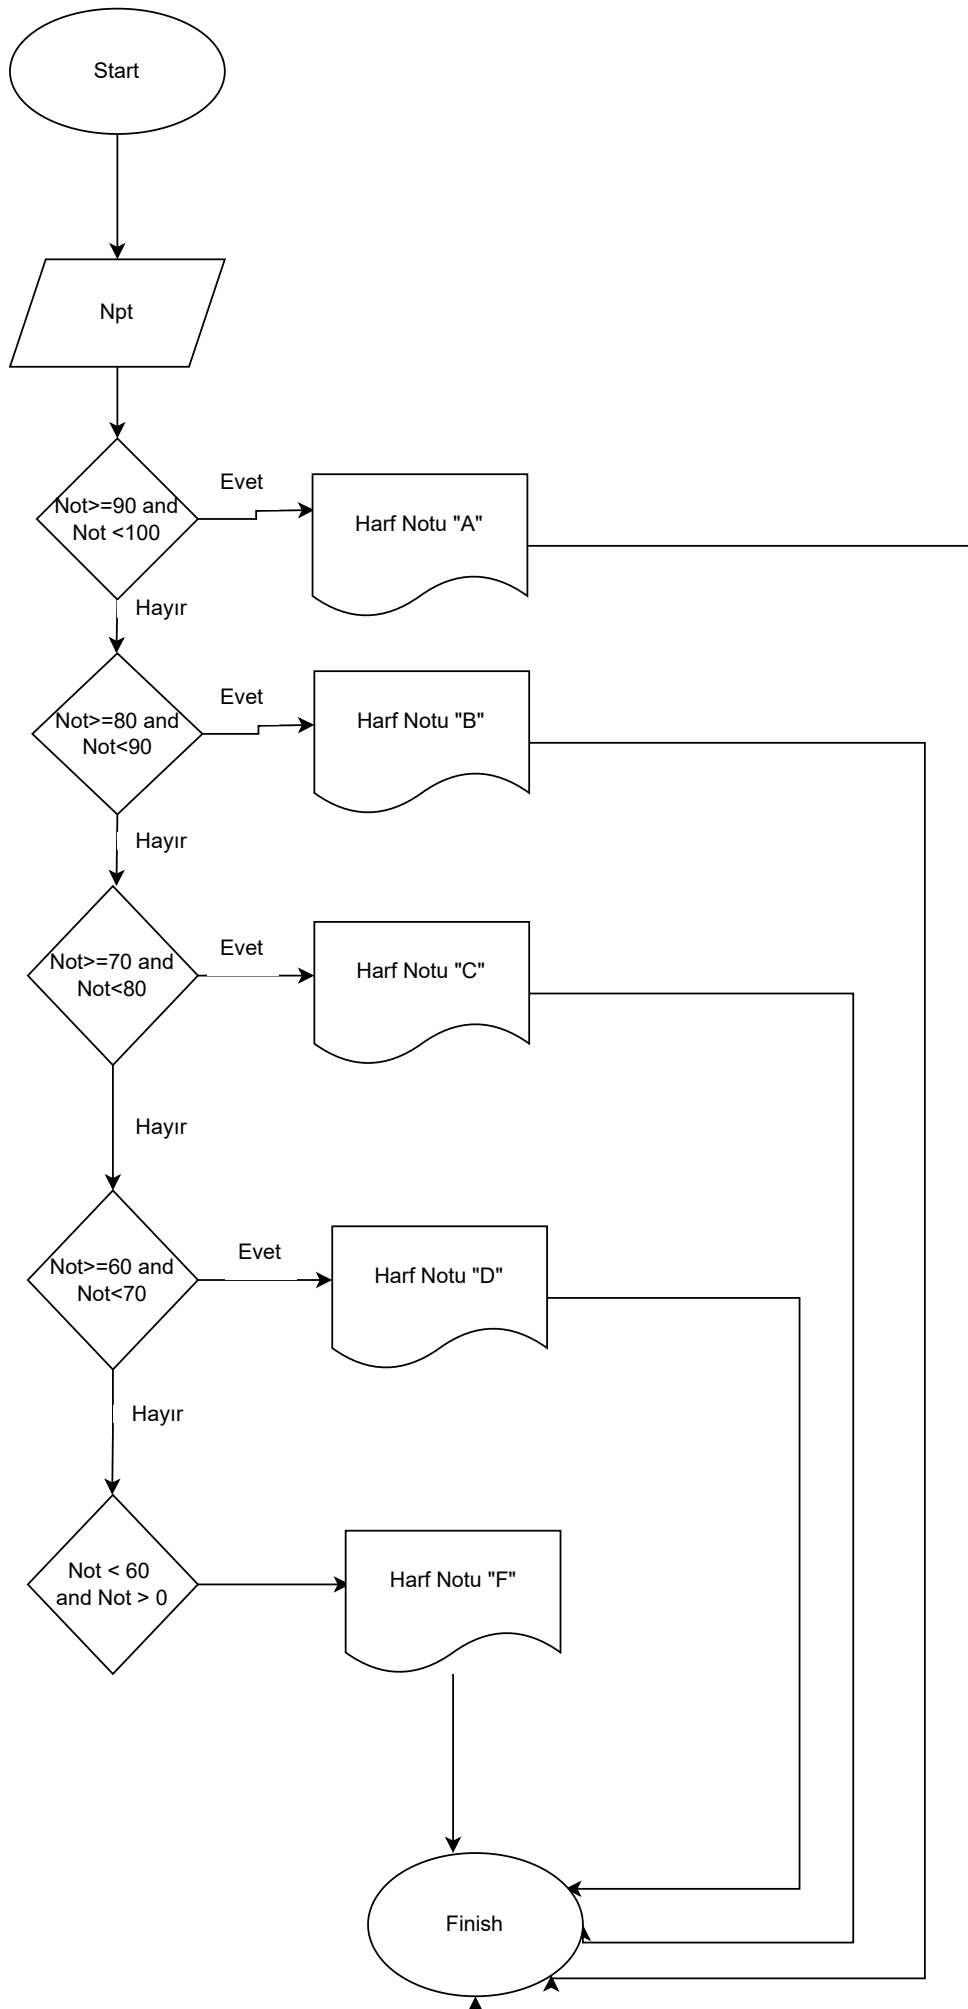 Start
Npt
Not>=90 and
Not <100
Evet
Harf Notu "A"
Hayır
Not>=80 and
Not<90
Evet
Harf Notu "B"
Hayır
Not>=70 and
Not<80
Evet
Harf Notu "C"
Hayır
Not>=60 and
Not<70
Evet
Harf Notu "D"
Hayır
Not < 60
and Not > 0
Harf Notu "F"
Finish